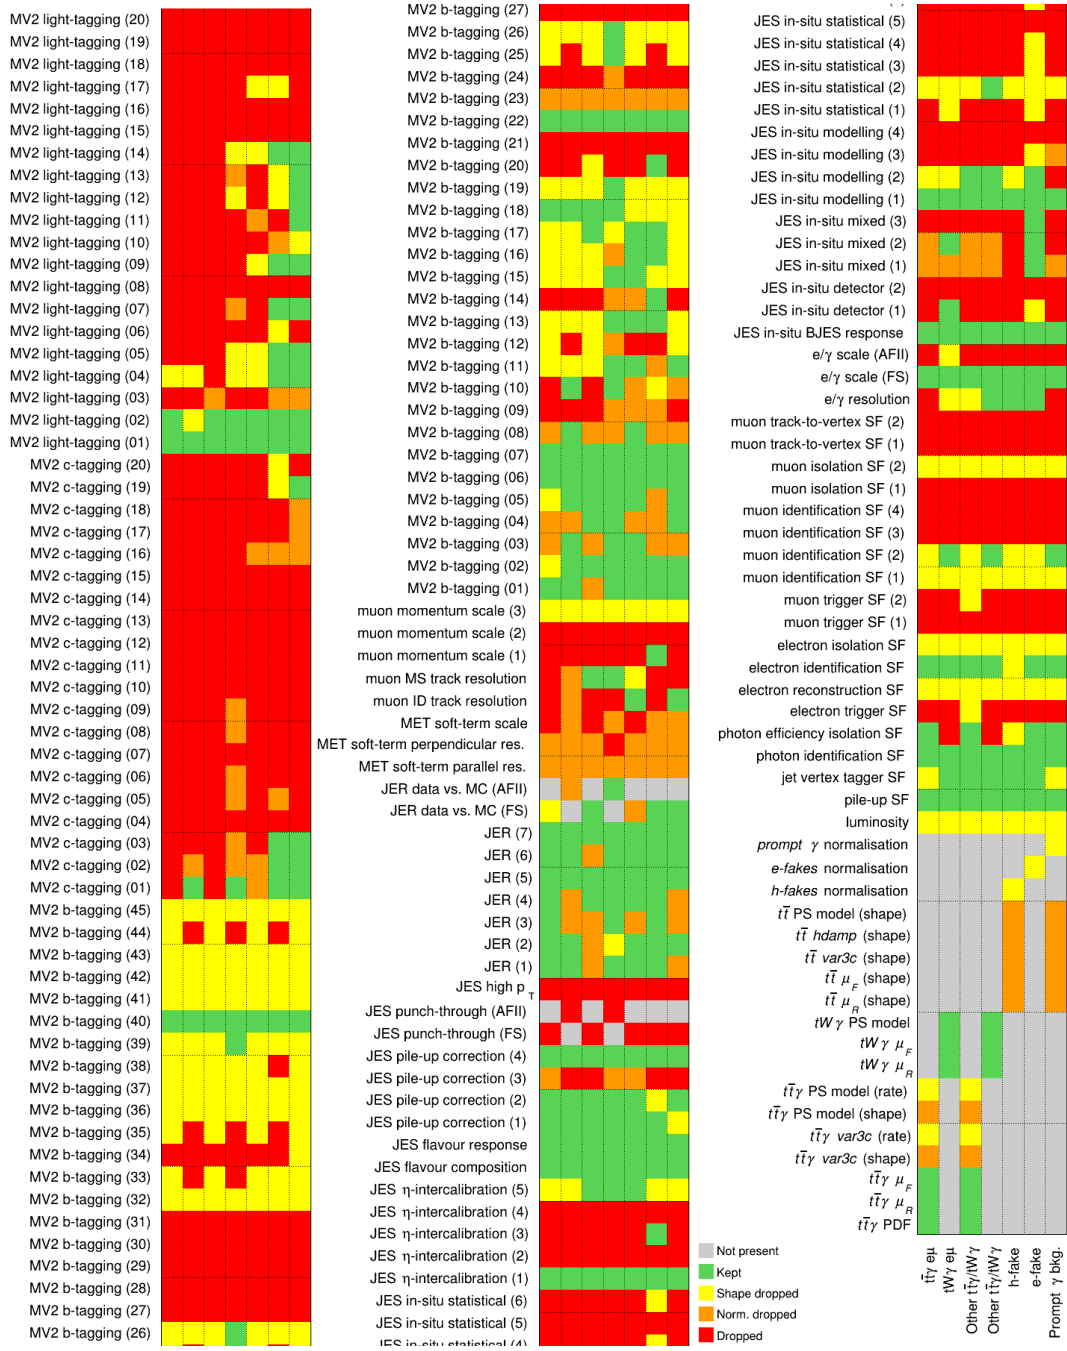 MV2 light-tagging (20)
MV2 light-tagging (19)
MV2 light-tagging (18)
MV2 light-tagging (17)
MV2 light-tagging (16)
MV2 light-tagging (15)
MV2 light-tagging (14)
MV2 light-tagging (13)
MV2 light-tagging (12)
MV2 light-tagging (11)
MV2 light-tagging (10)
MV2 light-tagging (09)
MV2 light-tagging (08)
MV2 light-tagging (07)
MV2 light-tagging (06)
MV2 light-tagging (05)
MV2 light-tagging (04)
MV2 light-tagging (03)
MV2 light-tagging (02)
MV2 light-tagging (01)
MV2 c-tagging (20)
MV2 c-tagging (19)
MV2 c-tagging (18)
MV2 c-tagging (17)
MV2 c-tagging (16)
MV2 c-tagging (15)
MV2 c-tagging (14)
MV2 c-tagging (13)
MV2 c-tagging (12)
MV2 c-tagging (11)
MV2 c-tagging (10)
MV2 c-tagging (09)
MV2 c-tagging (08)
MV2 c-tagging (07)
MV2 c-tagging (06)
MV2 c-tagging (05)
MV2 c-tagging (04)
MV2 c-tagging (03)
MV2 c-tagging (02)
MV2 c-tagging (01)
MV2 b-tagging (45)
MV2 b-tagging (44)
MV2 b-tagging (43)
MV2 b-tagging (42)
MV2 b-tagging (41)
MV2 b-tagging (40)
MV2 b-tagging (39)
MV2 b-tagging (38)
MV2 b-tagging (37)
MV2 b-tagging (36)
MV2 b-tagging (35)
MV2 b-tagging (34)
MV2 b-tagging (33)
MV2 b-tagging (32)
MV2 b-tagging (31)
MV2 b-tagging (30)
MV2 b-tagging (29)
MV2 b-tagging (28)
MV2 b-tagging (27)
MV2 b-tagging (26)
MV2 b-tagging (27)
MV2 b-tagging (26)
MV2 b-tagging (25)
MV2 b-tagging (24)
MV2 b-tagging (23)
MV2 b-tagging (22)
MV2 b-tagging (21)
MV2 b-tagging (20)
MV2 b-tagging (19)
MV2 b-tagging (18)
MV2 b-tagging (17)
MV2 b-tagging (16)
MV2 b-tagging (15)
MV2 b-tagging (14)
MV2 b-tagging (13)
MV2 b-tagging (12)
MV2 b-tagging (11)
MV2 b-tagging (10)
MV2 b-tagging (09)
MV2 b-tagging (08)
MV2 b-tagging (07)
MV2 b-tagging (06)
MV2 b-tagging (05)
MV2 b-tagging (04)
MV2 b-tagging (03)
MV2 b-tagging (02)
MV2 b-tagging (01)
muon momentum scale (3)
muon momentum scale (2)
muon momentum scale (1)
muon MS track resolution
muon ID track resolution
MET soft-term scale
MET soft-term perpendicular res.
MET soft-term parallel res.
JER data vs. MC (AFII)
JER data vs. MC (FS)
JER (7)
JER (6)
JER (5)
JER (4)
JER (3)
JER (2)
JER (1)
JES high p_T
JES punch-through (AFII)
JES punch-through (FS)
JES pile-up correction (4)
JES pile-up correction (3)
JES pile-up correction (2)
JES pile-up correction (1)
JES flavour response
JES flavour composition
JES η-intercalibration (5)
JES η-intercalibration (4)
JES η-intercalibration (3)
JES η-intercalibration (2)
JES η-intercalibration (1)
JES in-situ statistical (6)
JES in-situ statistical (5)
JES in-situ statistical (4)
JES in-situ statistical (5)
JES in-situ statistical (4)
JES in-situ statistical (3)
JES in-situ statistical (2)
JES in-situ statistical (1)
JES in-situ modelling (4)
JES in-situ modelling (3)
JES in-situ modelling (2)
JES in-situ modelling (1)
JES in-situ mixed (3)
JES in-situ mixed (2)
JES in-situ mixed (1)
JES in-situ detector (2)
JES in-situ detector (1)
JES in-situ BJES response
e/γ scale (AFII)
e/γ scale (FS)
e/γ resolution
muon track-to-vertex SF (2)
muon track-to-vertex SF (1)
muon isolation SF (2)
muon isolation SF (1)
muon identification SF (4)
muon identification SF (3)
muon identification SF (2)
muon identification SF (1)
muon trigger SF (2)
muon trigger SF (1)
electron isolation SF
electron identification SF
electron reconstruction SF
electron trigger SF
photon efficiency isolation SF
photon identification SF
jet vertex tagger SF
pile-up SF
luminosity
prompt γ normalisation
e-fakes normalisation
h-fakes normalisation
tt̄ PS model (shape)
tt̄ hdamp (shape)
tt̄ var3c (shape)
tt̄ μ_F (shape)
tt̄ μ_R (shape)
tWγ PS model
tWγ μ_F
tWγ μ_R
tt̄γ PS model (rate)
tt̄γ PS model (shape)
tt̄γ var3c (rate)
tt̄γ var3c (shape)
tt̄γ μ_F
tt̄γ μ_R
tt̄γ PDF
Not present
Kept
Shape dropped
Norm. dropped
Dropped
tt̄γ eμ
tWγ eμ
Other tt̄γ/tWγ
Other tt̄γ/tWγ
h-fake
e-fake
Prompt γ bkg.